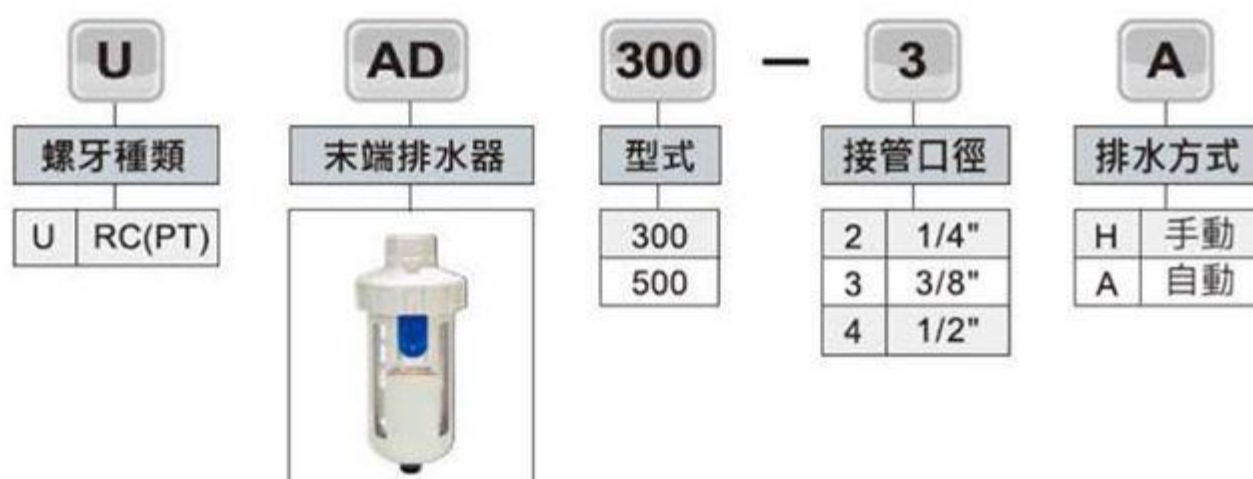 U AD 300 — 3 A
螺牙種類 末端排水器 型式 接管口徑 排水方式
U RC(PT) 300 2 1/4" H 手動
500 3 3/8" A 自動
4 1/2"